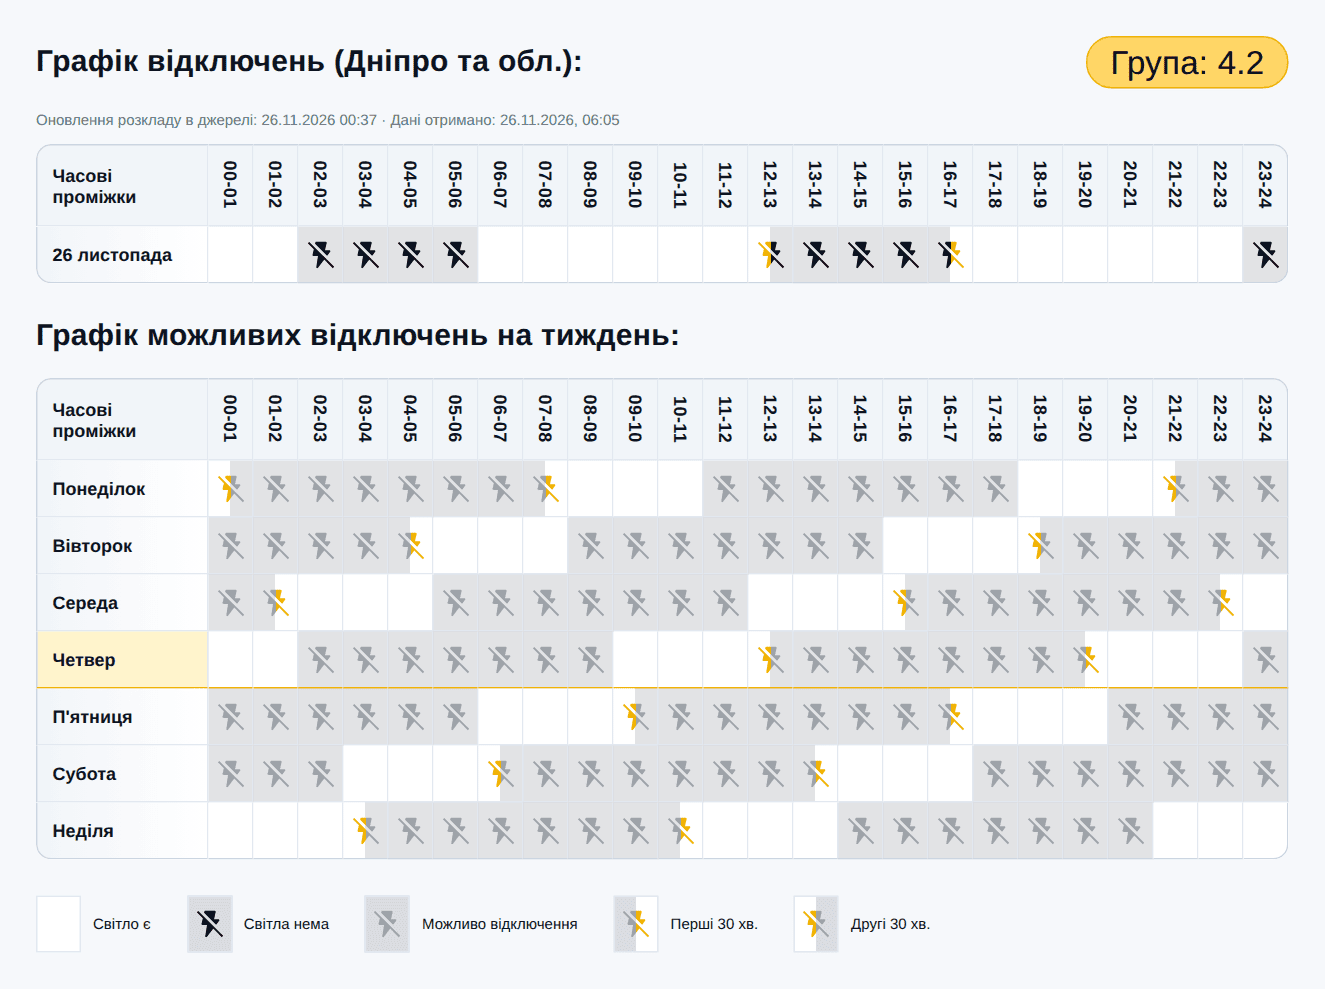 Графік відключень (Дніпро та обл.):
Група: 4.2
Оновлення розкладу в джерелі: 26.11.2026 00:37 · Дані отримано: 26.11.2026, 06:05
Часові
проміжки
00-01 01-02 02-03 03-04 04-05 05-06 06-07 07-08 08-09 09-10 10-11 11-12 12-13 13-14 14-15 15-16 16-17 17-18 18-19 19-20 20-21 21-22 22-23 23-24
26 листопада
Графік можливих відключень на тиждень:
Часові
проміжки
00-01 01-02 02-03 03-04 04-05 05-06 06-07 07-08 08-09 09-10 10-11 11-12 12-13 13-14 14-15 15-16 16-17 17-18 18-19 19-20 20-21 21-22 22-23 23-24
Понеділок
Вівторок
Середа
Четвер
П'ятниця
Субота
Неділя
Світло є
Світла нема
Можливо відключення
Перші 30 хв.
Другі 30 хв.